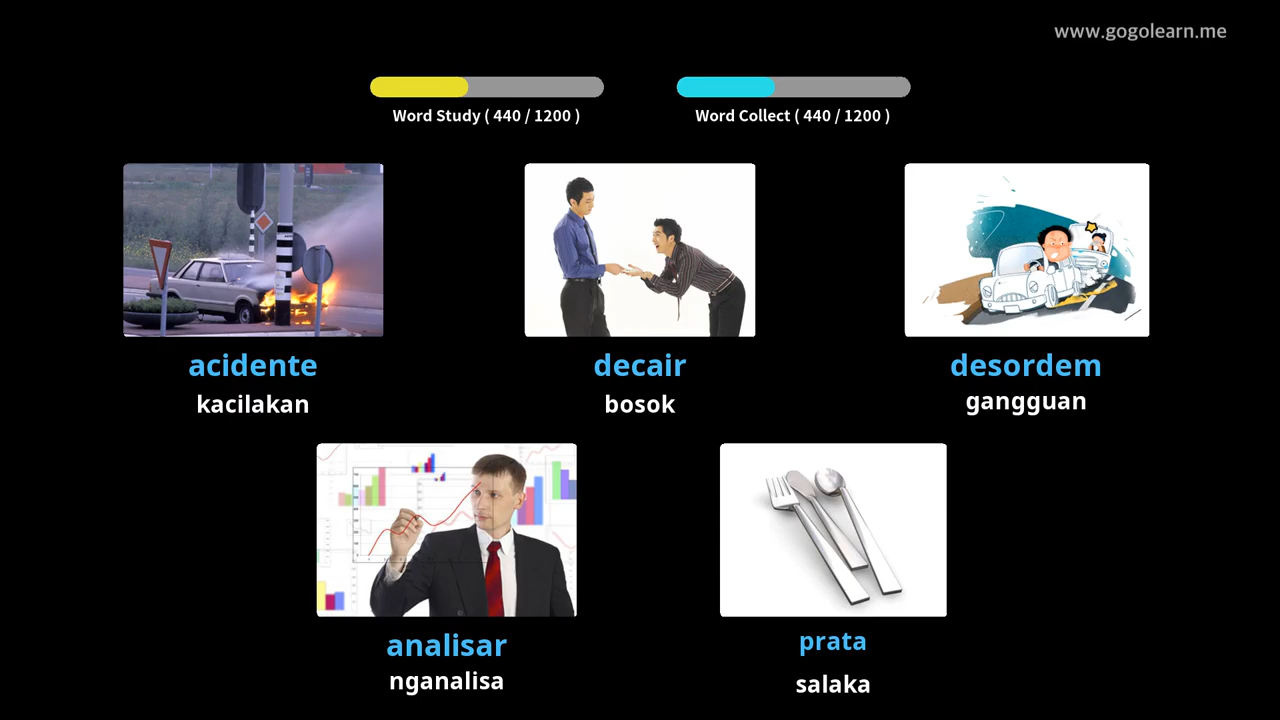 www.gogolearn.me
Word Study ( 440 / 1200 )
Word Collect ( 440 / 1200 )
acidente
kacilakan
decair
bosok
desordem
gangguan
analisar
nganalisa
prata
salaka